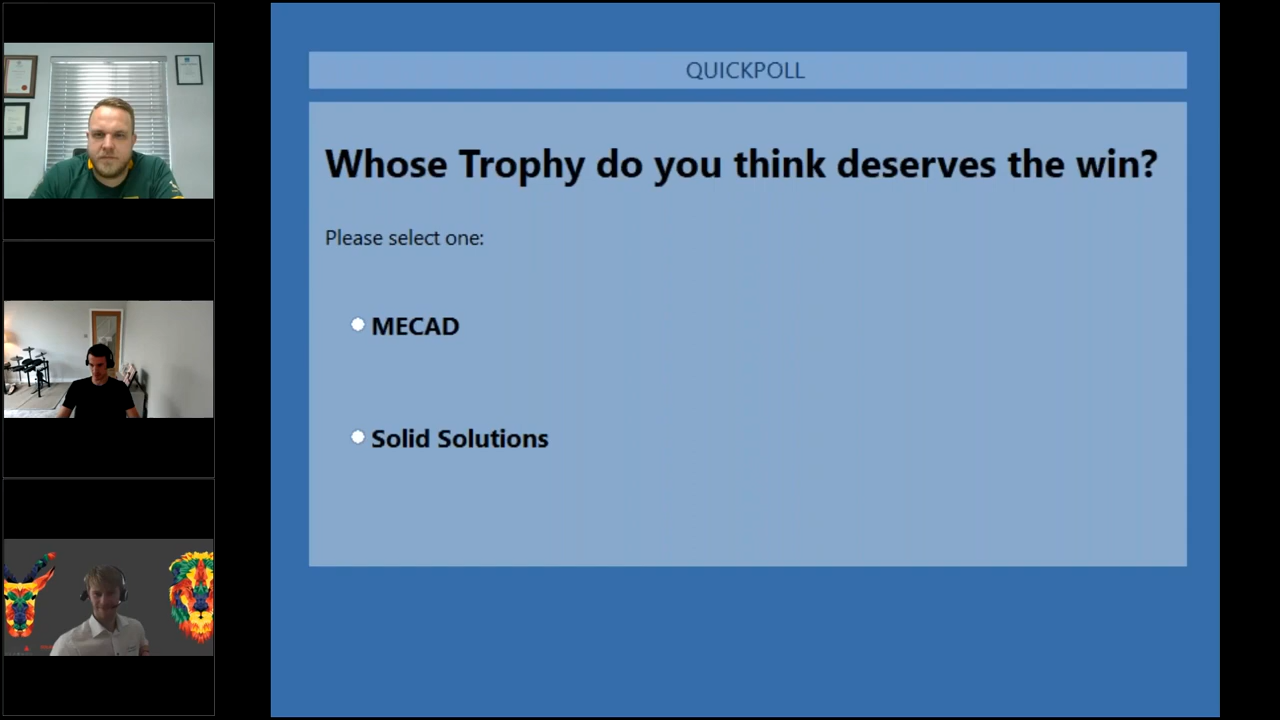 QUICKPOLL
Whose Trophy do you think deserves the win?
Please select one:
MECAD
Solid Solutions